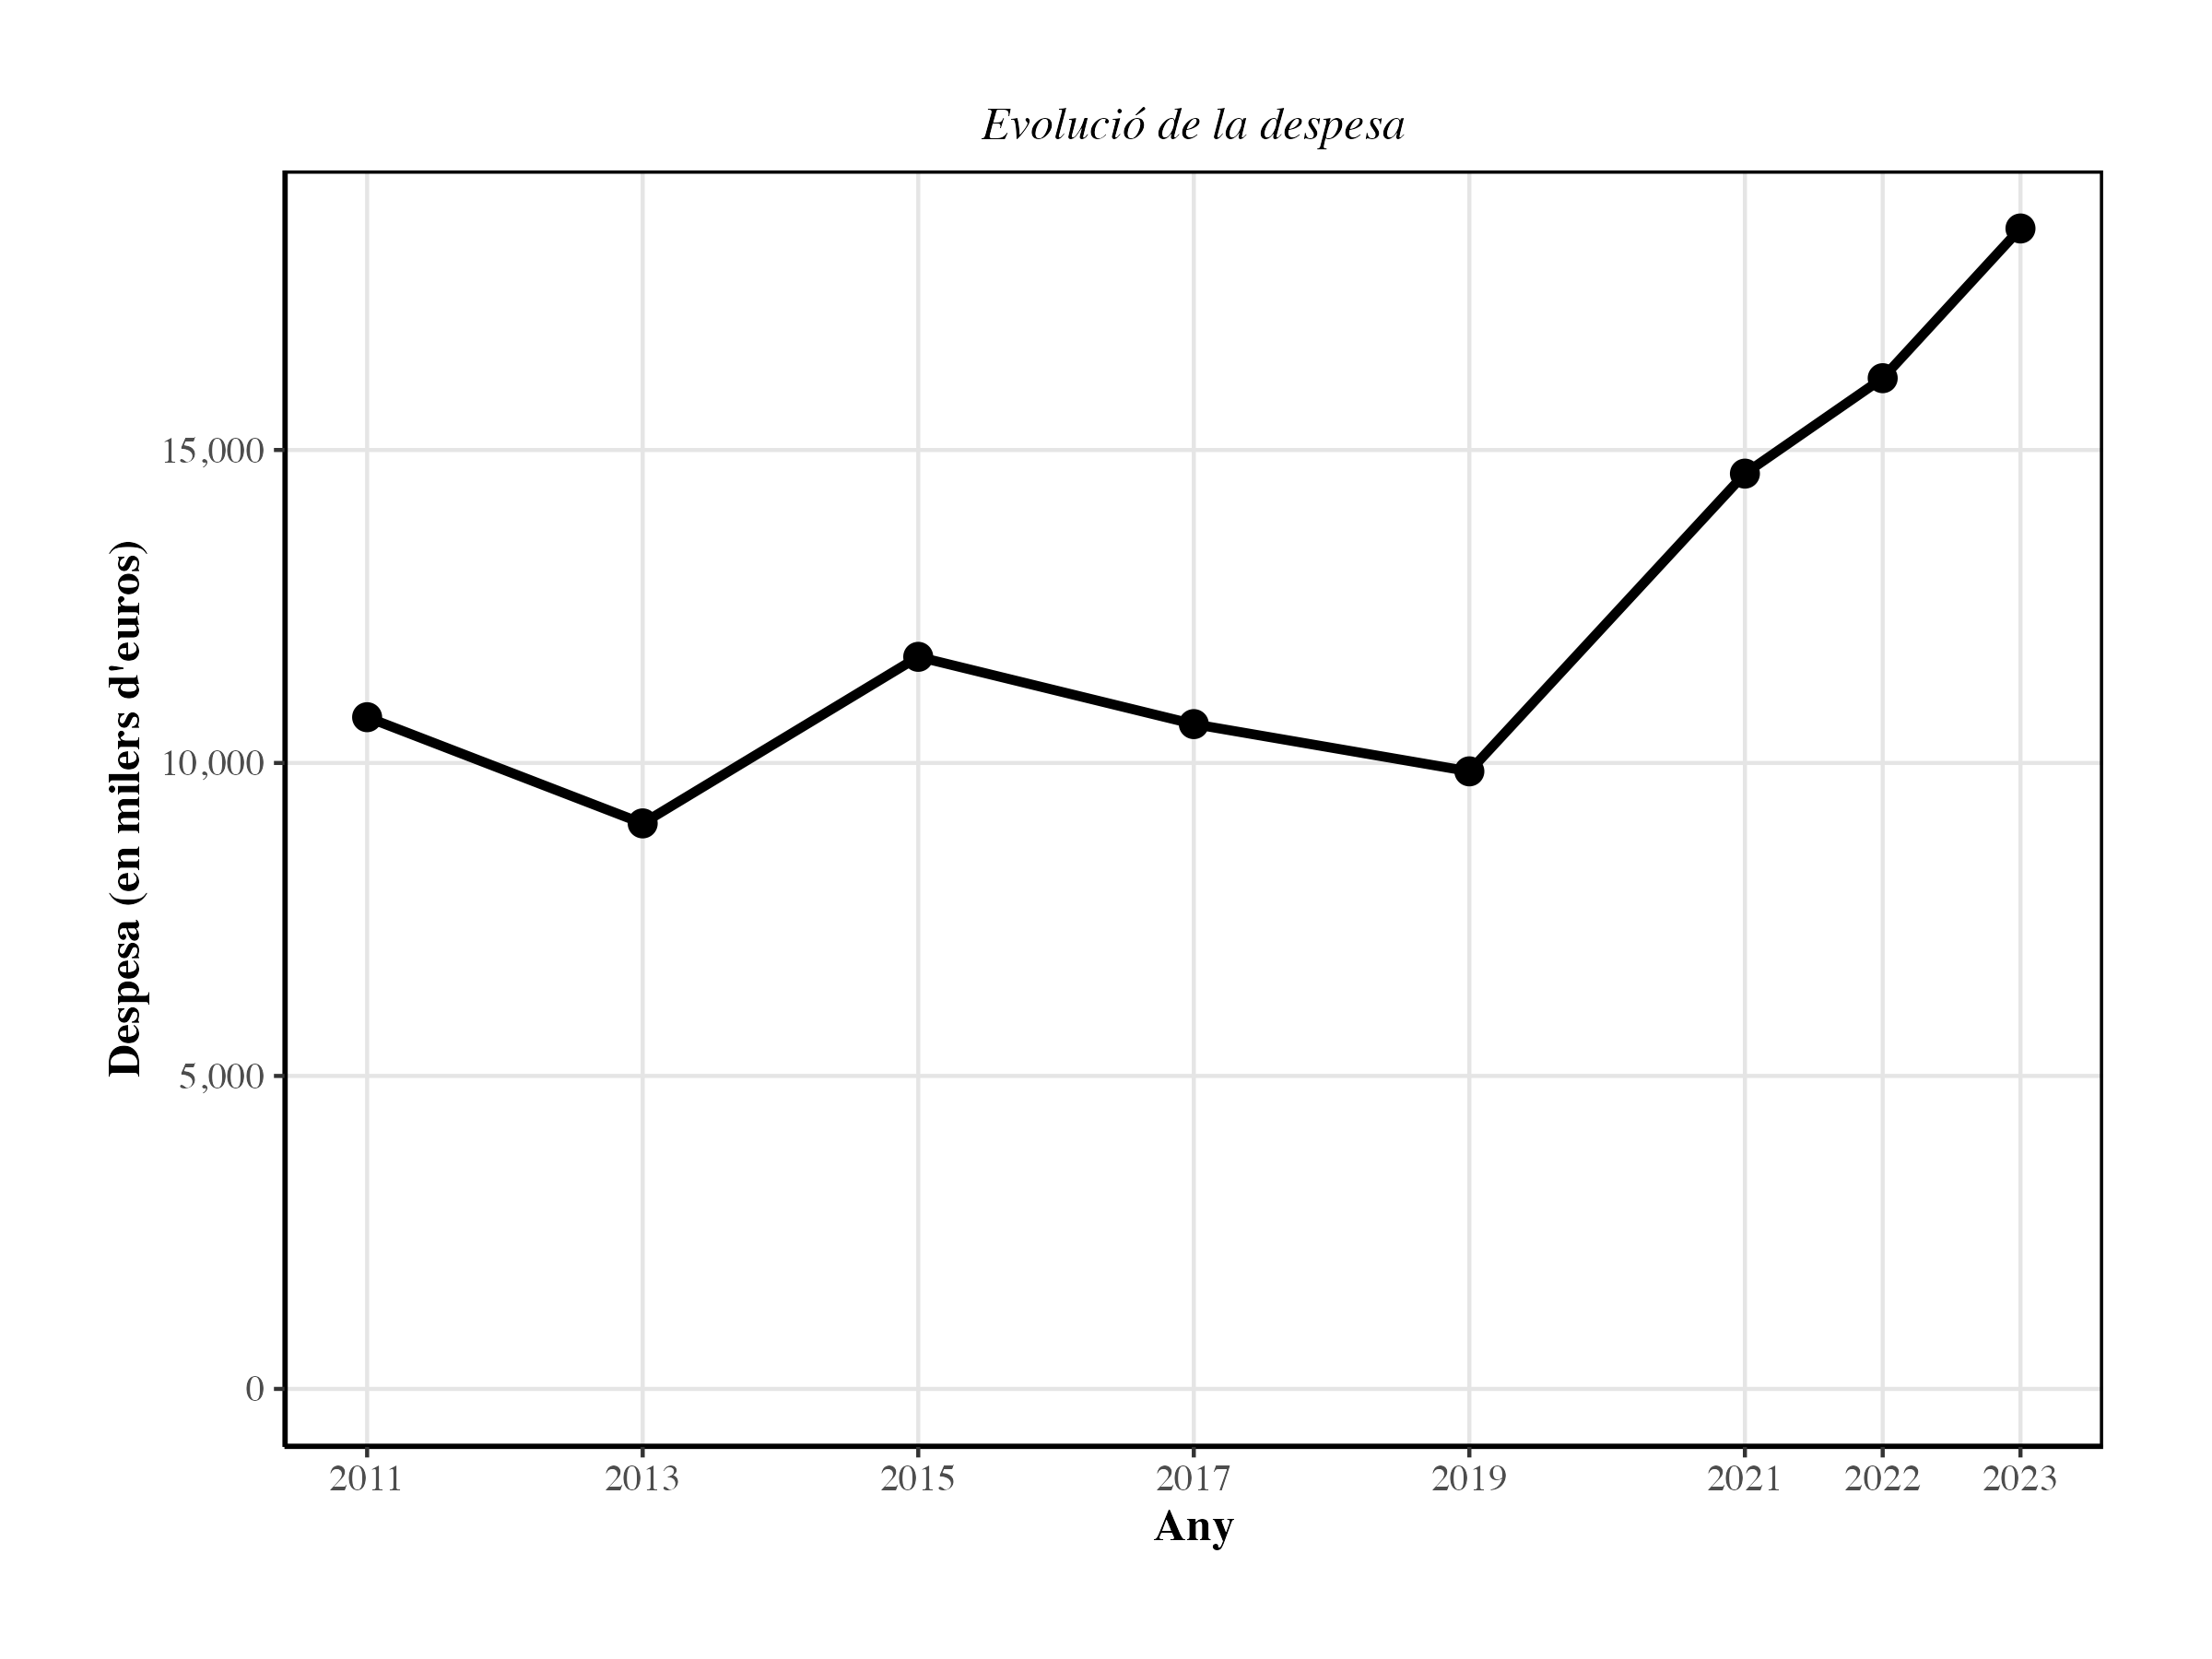 Evolució de la despesa
Despesa (en milers d'euros)
15,000
10,000
5,000
0
2011 2013 2015 2017 2019 2021 2022 2023
Any